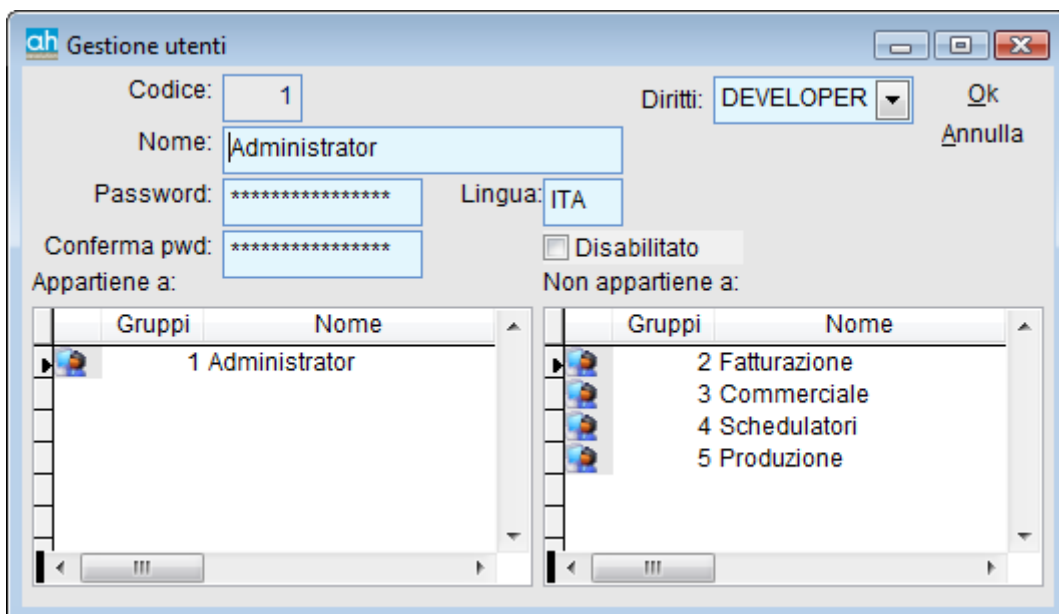 ah Gestione utenti
Codice: 1 Diritti: DEVELOPER Ok
Nome: Administrator Annulla
Password: **************** Lingua: ITA
Conferma pwd: **************** Disabilitato
Appartiene a: Non appartiene a:
Gruppi Nome Gruppi Nome
1 Administrator 2 Fatturazione
3 Commerciale
4 Schedulatori
5 Produzione